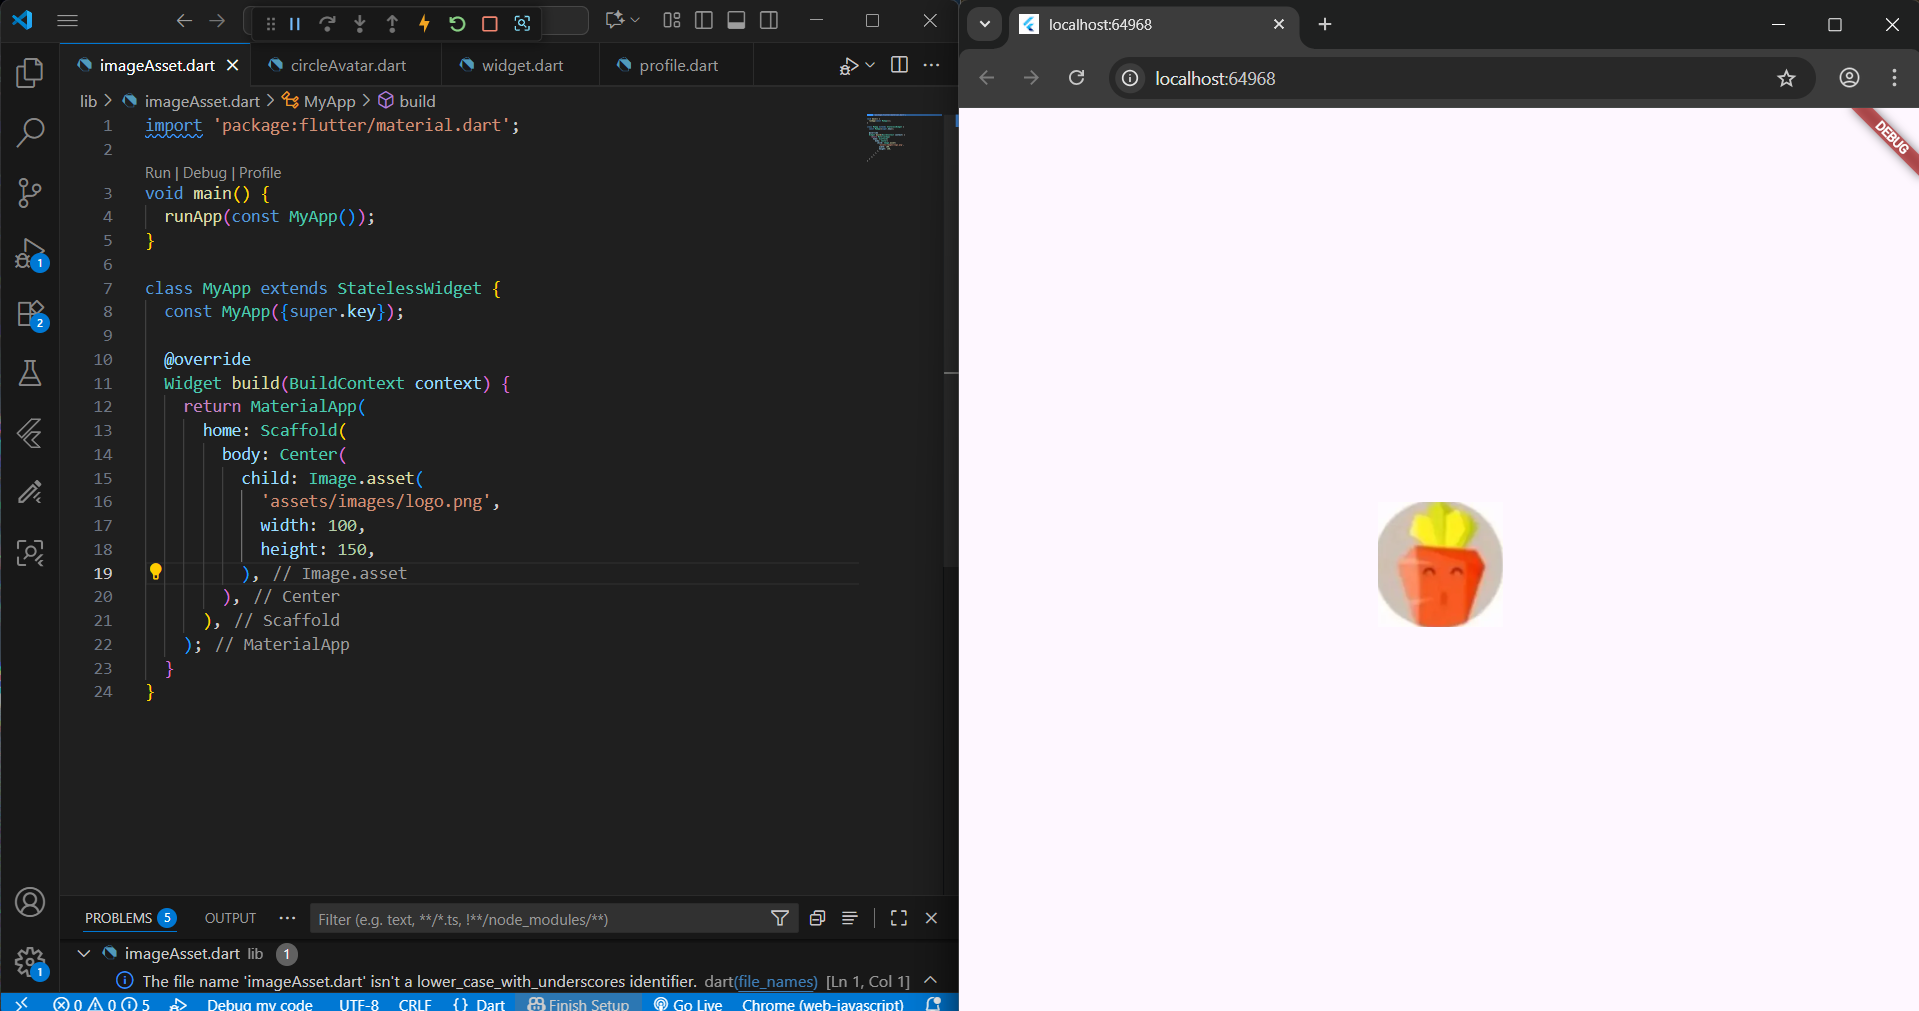 imageAsset.dart
circleAvatar.dart
widget.dart
profile.dart
lib > imageAsset.dart > MyApp > build
1 import 'package:flutter/material.dart';
2
Run | Debug | Profile
3 void main() {
4 runApp(const MyApp());
5 }
6
7 class MyApp extends StatelessWidget {
8 const MyApp({super.key});
9
10 @override
11 Widget build(BuildContext context) {
12 return MaterialApp(
13 home: Scaffold(
14 body: Center(
15 child: Image.asset(
16 'assets/images/logo.png',
17 width: 100,
18 height: 150,
19 ), // Image.asset
20 ), // Center
21 ), // Scaffold
22 ); // MaterialApp
23 }
24 }
1
2
1
PROBLEMS 5 OUTPUT ··· Filter (e.g. text, **/*.ts, !**/node_modules/**)
imageAsset.dart lib 1
The file name 'imageAsset.dart' isn't a lower_case_with_underscores identifier. dart(file_names) [Ln 1, Col 1]
0 0 5 Debug my code UTF-8 CRLF {} Dart Finish Setup Go Live Chrome (web-javascript)
localhost:64968
localhost:64968
DEBUG